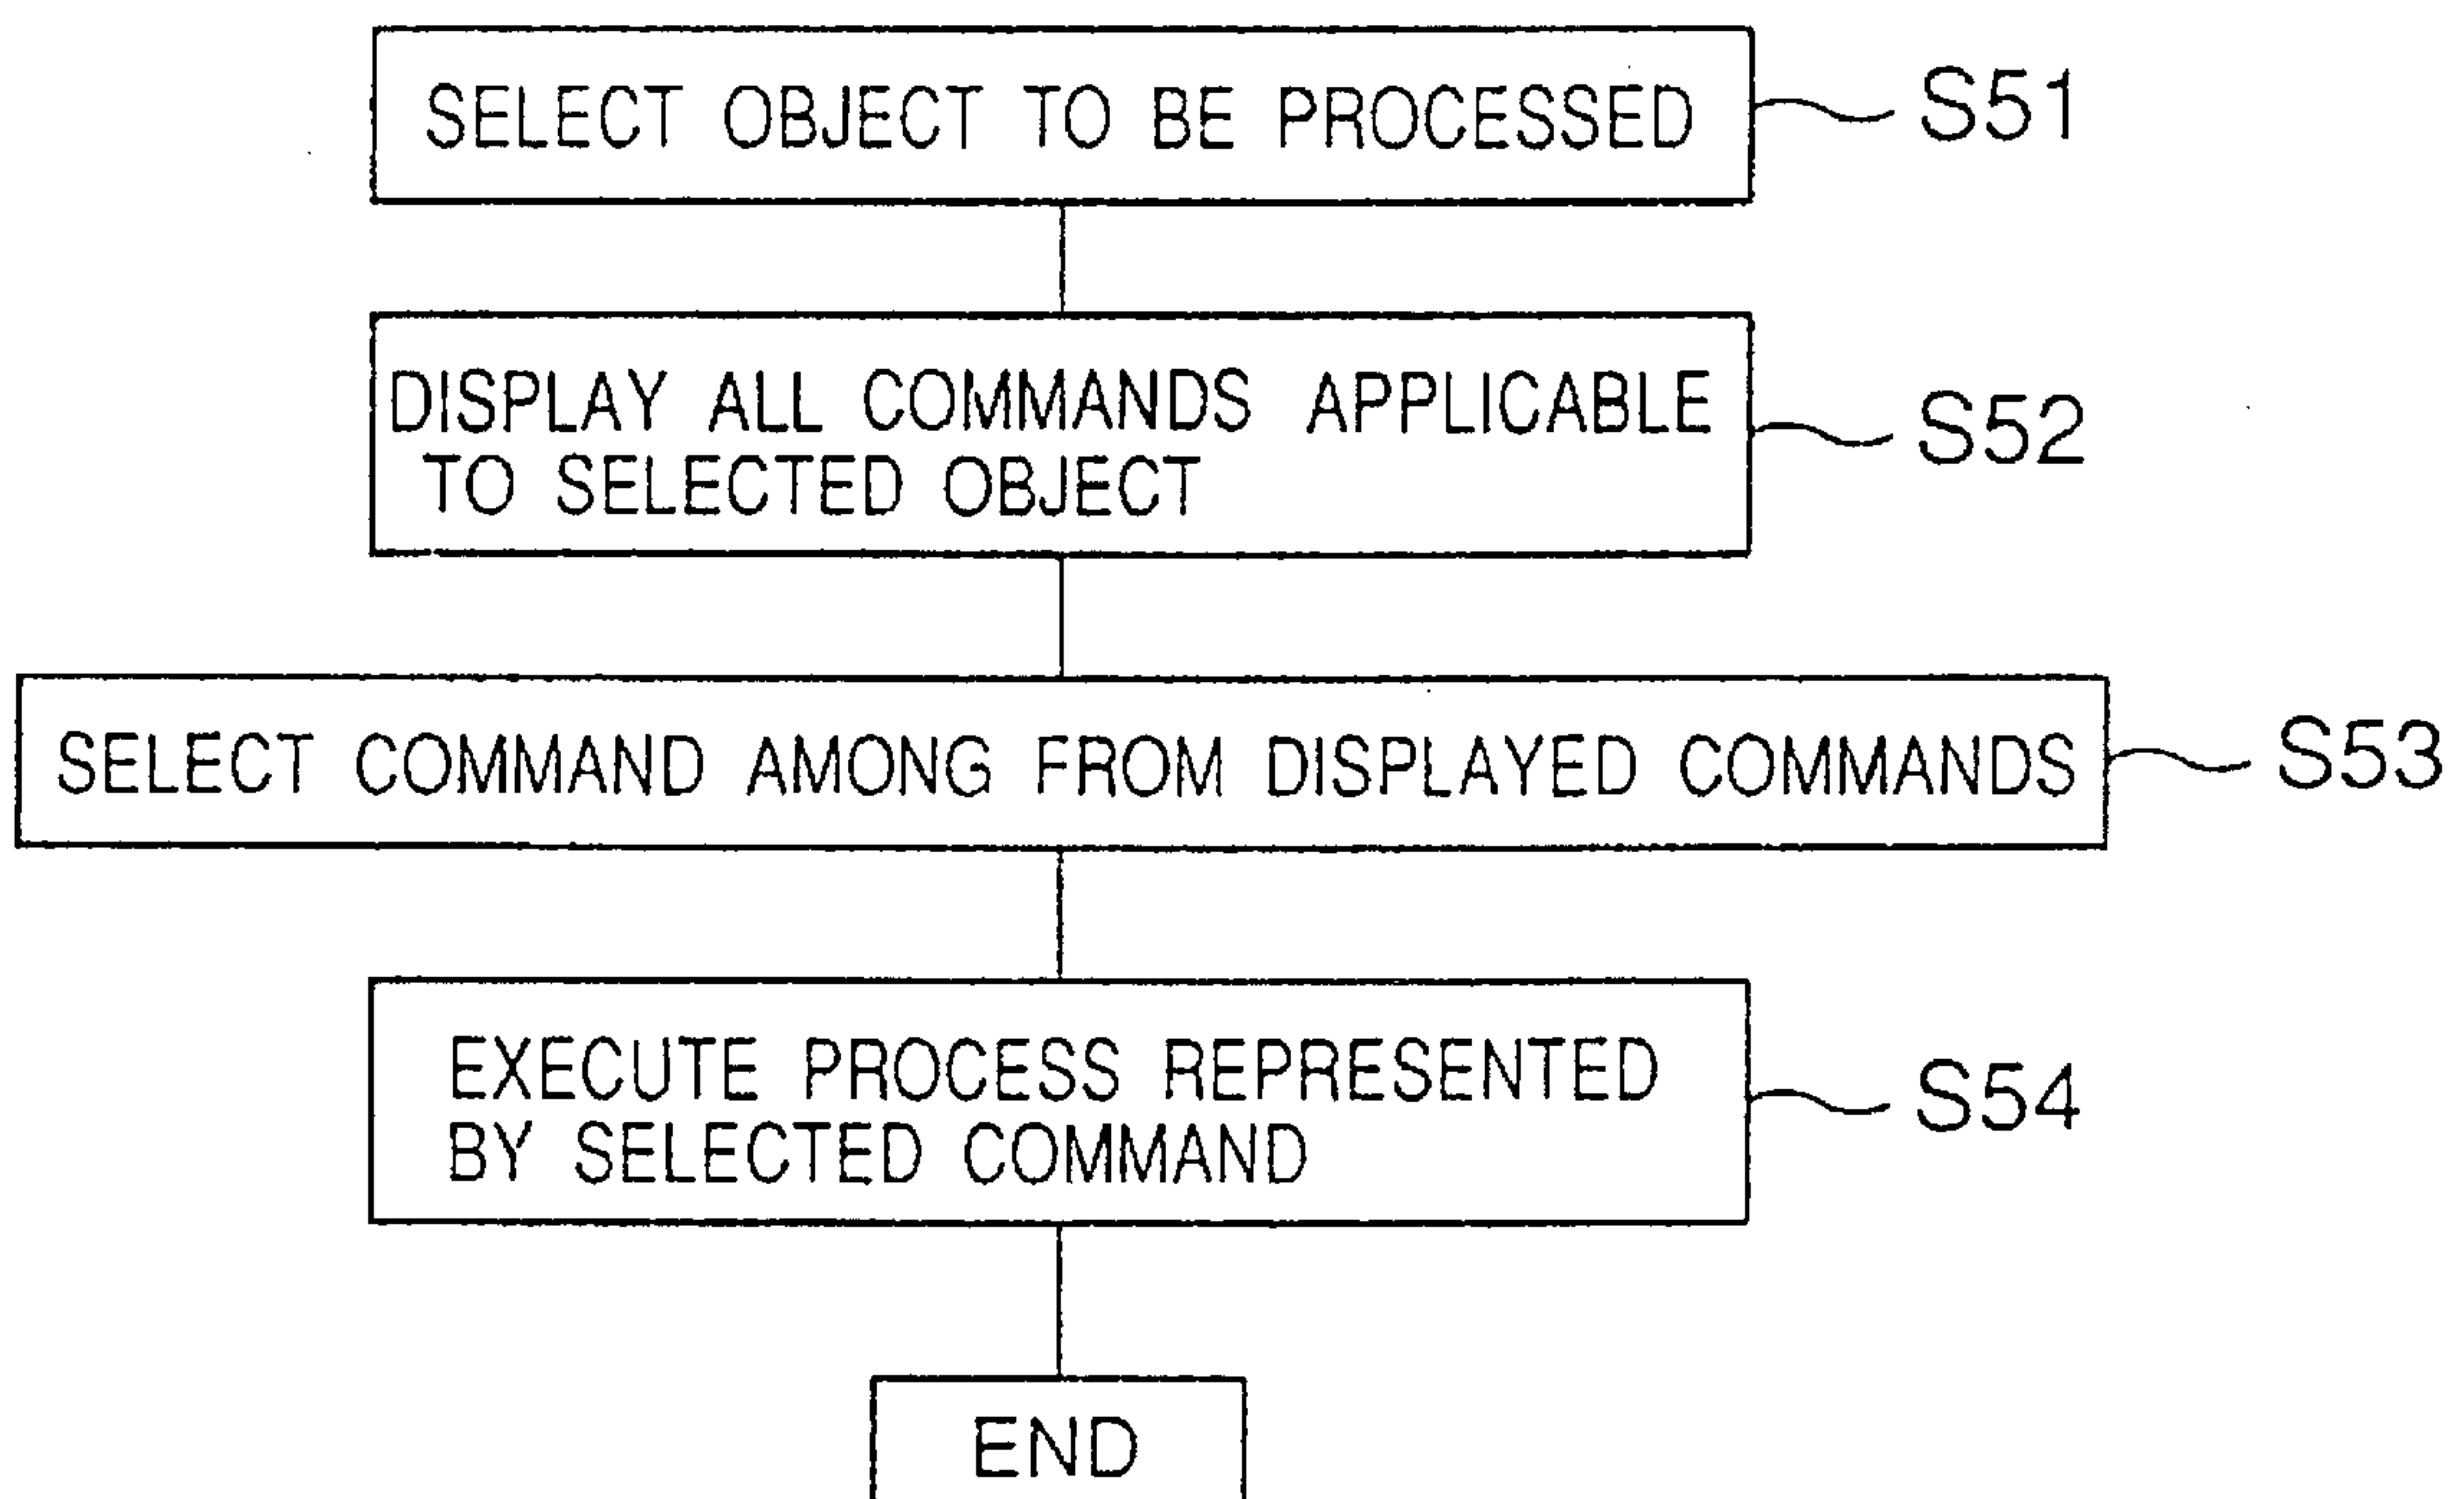 SELECT OBJECT TO BE PROCESSED
S51
DISPLAY ALL COMMANDS APPLICABLE
TO SELECTED OBJECT
S52
SELECT COMMAND AMONG FROM DISPLAYED COMMANDS
S53
EXECUTE PROCESS REPRESENTED
BY SELECTED COMMAND
S54
END